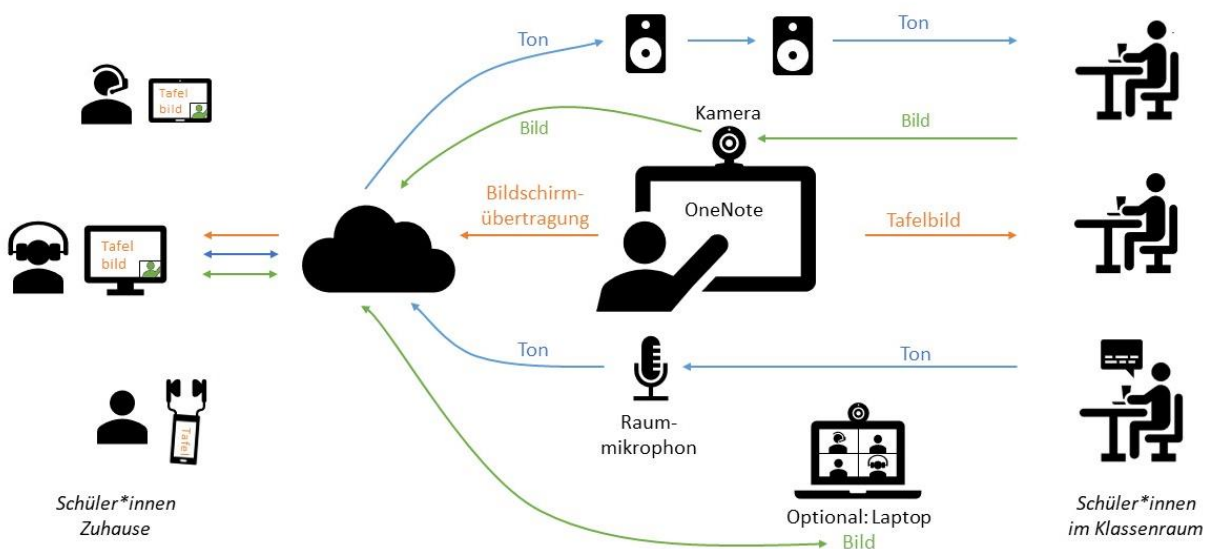 Ton
Ton
Kamera
Tafel
bild
Bild
Bild
Bildschirm-
übertragung
OneNote
Tafelbild
Tafel
bild
Ton
Ton
Raum-
mikrophon
Tafel
Schüler*innen
Zuhause
Optional: Laptop
Bild
Schüler*innen
im Klassenraum